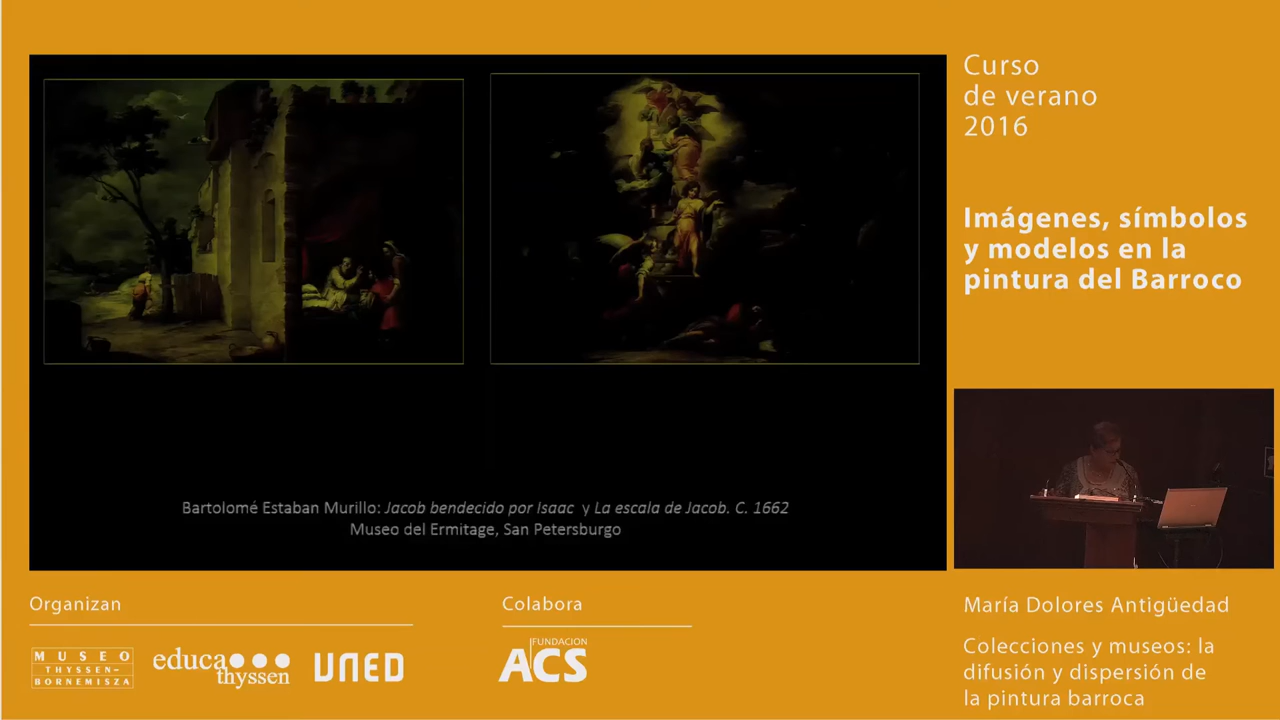 Curso
de verano
2016
Imágenes, símbolos
y modelos en la
pintura del Barroco
Bartolomé Estaban Murillo: Jacob bendecido por Isaac y La escala de Jacob. C. 1662
Museo del Ermitage, San Petersburgo
Organizan
MUSEO
THYSSEN-
BORNEMISZA
educa
thyssen
UNED
Colabora
FUNDACION
ACS
María Dolores Antigüedad
Colecciones y museos: la
difusión y dispersión de
la pintura barroca